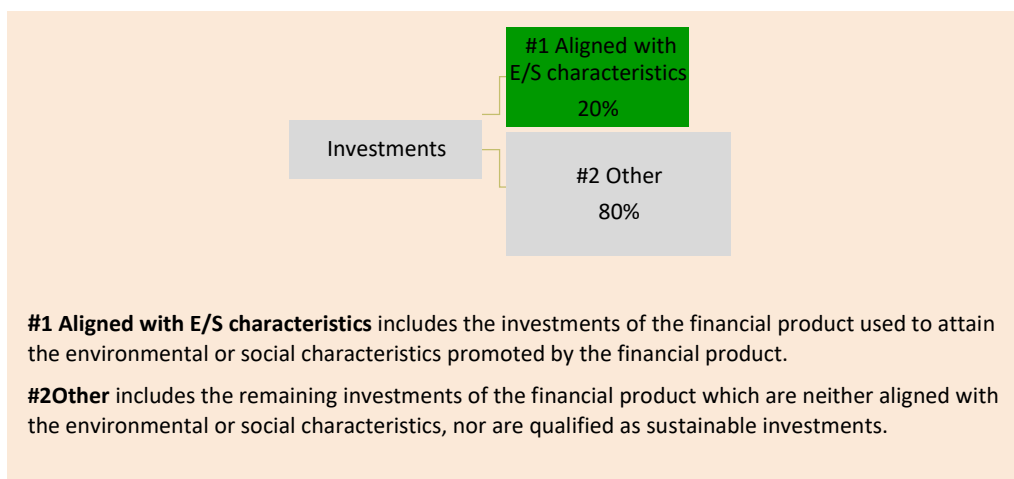 #1 Aligned with
E/S characteristics
20%
Investments
#2 Other
80%
#1 Aligned with E/S characteristics includes the investments of the financial product used to attain
the environmental or social characteristics promoted by the financial product.
#2Other includes the remaining investments of the financial product which are neither aligned with
the environmental or social characteristics, nor are qualified as sustainable investments.